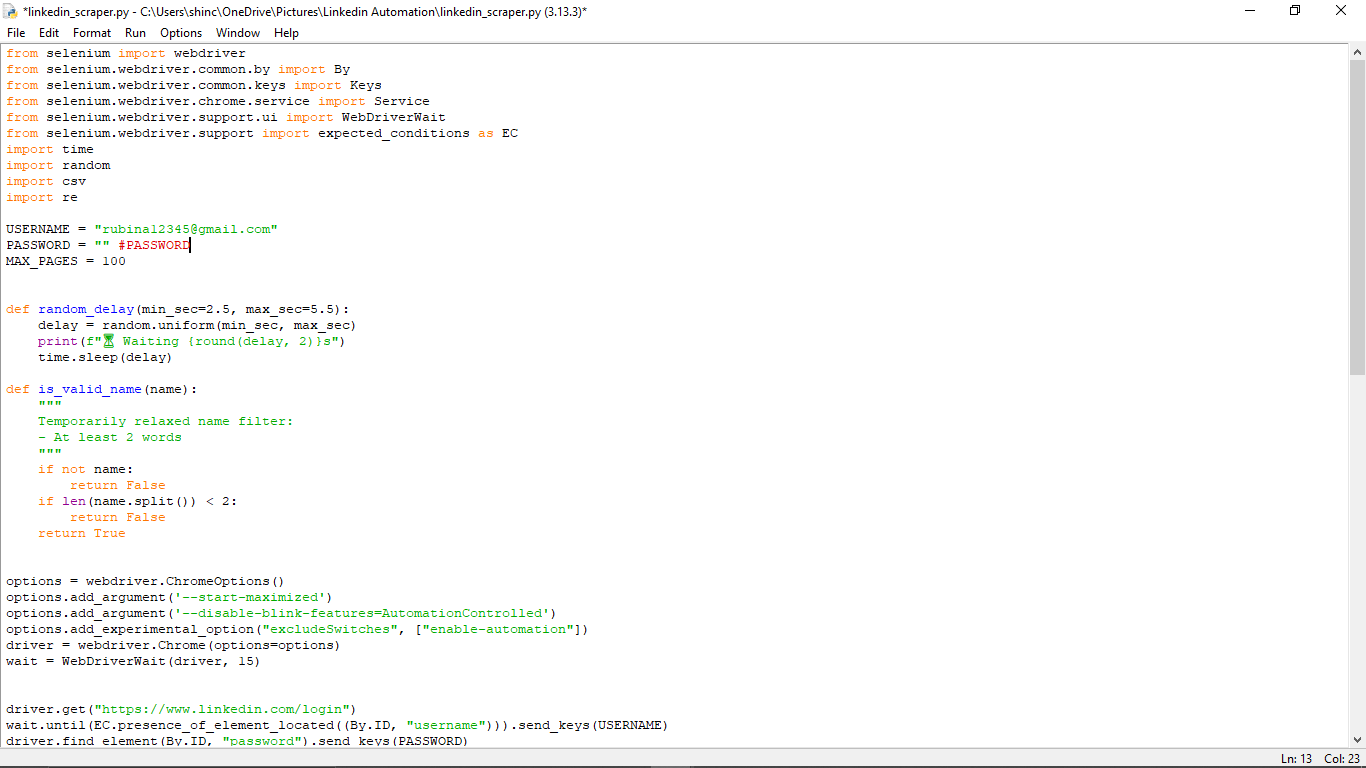 *linkedin_scraper.py - C:\Users\shinc\OneDrive\Pictures\Linkedin Automation\linkedin_scraper.py (3.13.3)*
File Edit Format Run Options Window Help
from selenium import webdriver
from selenium.webdriver.common.by import By
from selenium.webdriver.common.keys import Keys
from selenium.webdriver.chrome.service import Service
from selenium.webdriver.support.ui import WebDriverWait
from selenium.webdriver.support import expected_conditions as EC
import time
import random
import csv
import re

USERNAME = "rubina12345@gmail.com"
PASSWORD = "" #PASSWORD
MAX_PAGES = 100


def random_delay(min_sec=2.5, max_sec=5.5):
    delay = random.uniform(min_sec, max_sec)
    print(f"⏳ Waiting {round(delay, 2)}s")
    time.sleep(delay)

def is_valid_name(name):
    """
    Temporarily relaxed name filter:
    - At least 2 words
    """
    if not name:
        return False
    if len(name.split()) < 2:
        return False
    return True


options = webdriver.ChromeOptions()
options.add_argument('--start-maximized')
options.add_argument('--disable-blink-features=AutomationControlled')
options.add_experimental_option("excludeSwitches", ["enable-automation"])
driver = webdriver.Chrome(options=options)
wait = WebDriverWait(driver, 15)


driver.get("https://www.linkedin.com/login")
wait.until(EC.presence_of_element_located((By.ID, "username"))).send_keys(USERNAME)
driver.find_element(By.ID, "password").send_keys(PASSWORD)
Ln: 13 Col: 23